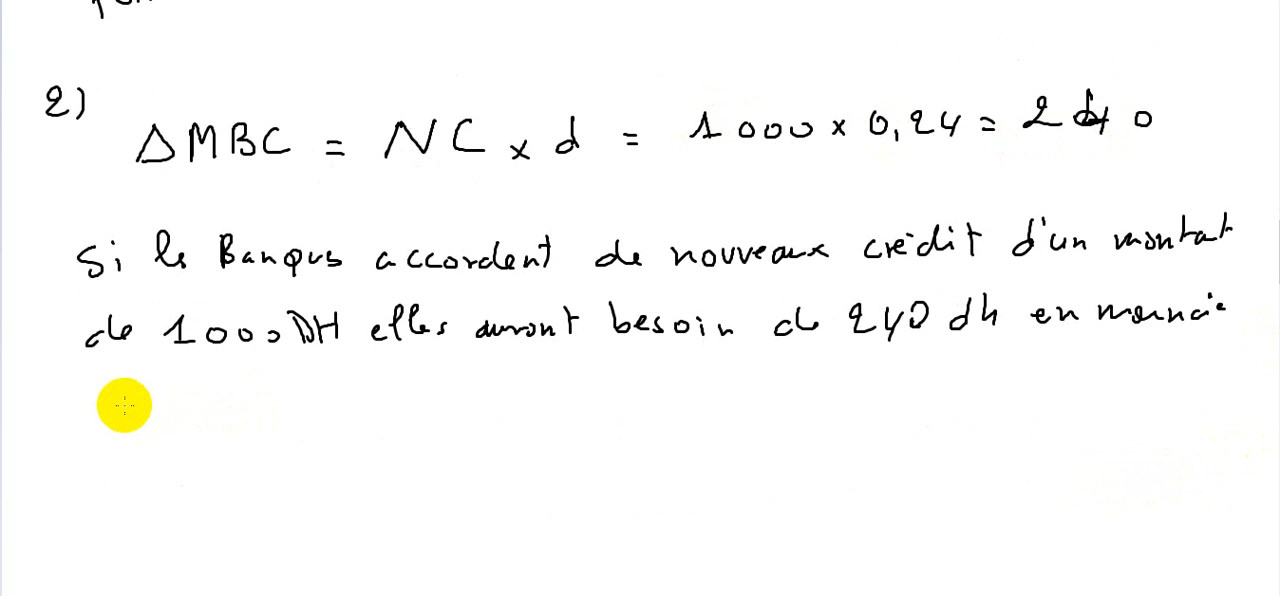 2)
ΔMBC = NC x d = 1000 x 0,24 = 240
Si les Banques accordent de nouveaux crédit d'un montat
de 1000 DH elles auront besoin de 240 dh en monnaie